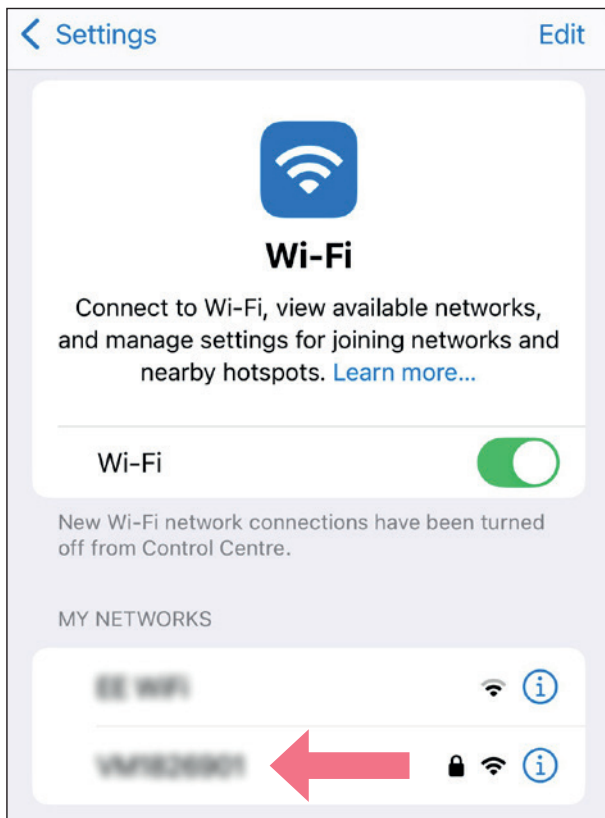 Settings
Edit
Wi-Fi
Connect to Wi-Fi, view available networks,
and manage settings for joining networks and
nearby hotspots. Learn more...
Wi-Fi
New Wi-Fi network connections have been turned
off from Control Centre.
MY NETWORKS